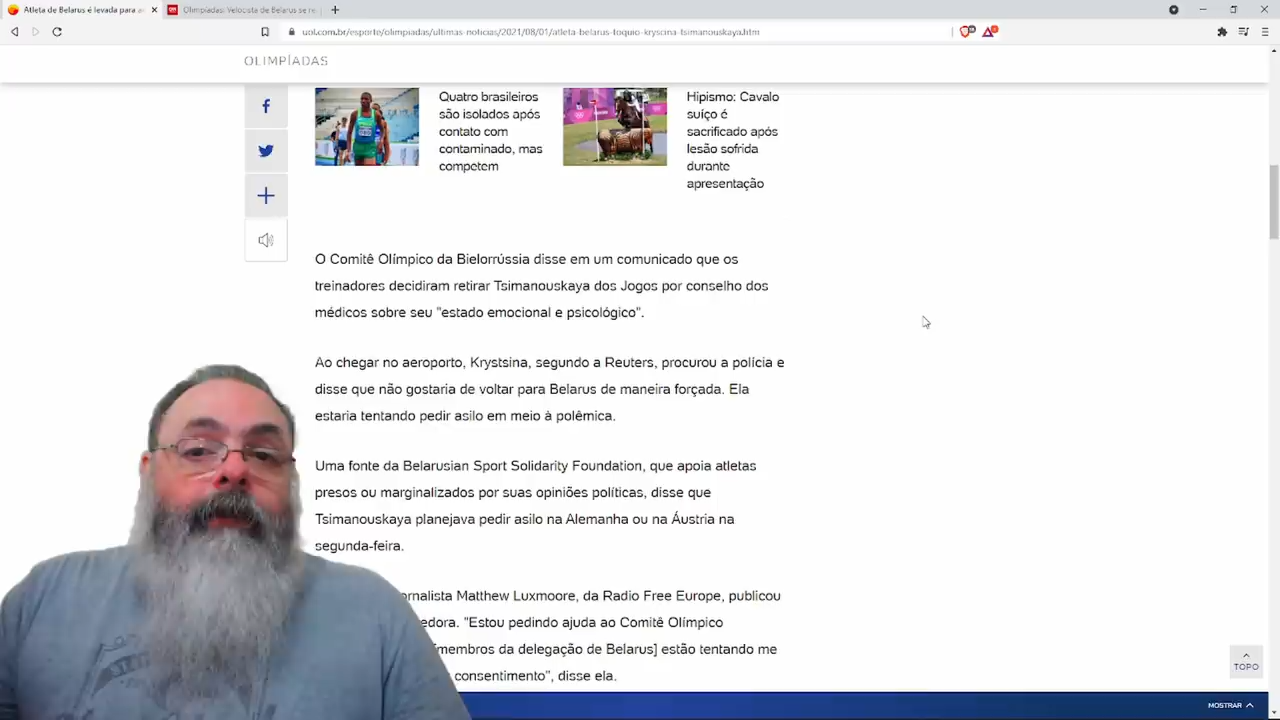 Atleta de Belarus é levada para a
Olimpíadas: Velocista de Belarus se re
uol.com.br/esporte/olimpiadas/ultimas-noticias/2021/08/01/atleta-belarus-toquio-kryscina-tsimanouskaya.htm
OLIMPÍADAS
Quatro brasileiros
são isolados após
contato com
contaminado, mas
competem
Hipismo: Cavalo
suíço é
sacrificado após
lesão sofrida
durante
apresentação
O Comitê Olímpico da Bielorrússia disse em um comunicado que os
treinadores decidiram retirar Tsimanouskaya dos Jogos por conselho dos
médicos sobre seu "estado emocional e psicológico".
Ao chegar no aeroporto, Krystsina, segundo a Reuters, procurou a polícia e
disse que não gostaria de voltar para Belarus de maneira forçada. Ela
estaria tentando pedir asilo em meio à polêmica.
Uma fonte da Belarusian Sport Solidarity Foundation, que apoia atletas
presos ou marginalizados por suas opiniões políticas, disse que
Tsimanouskaya planejava pedir asilo na Alemanha ou na Áustria na
segunda-feira.
ornalista Matthew Luxmoore, da Radio Free Europe, publicou
edora. "Estou pedindo ajuda ao Comitê Olímpico
[membros da delegação de Belarus] estão tentando me
consentimento", disse ela.
TOPO
MOSTRAR